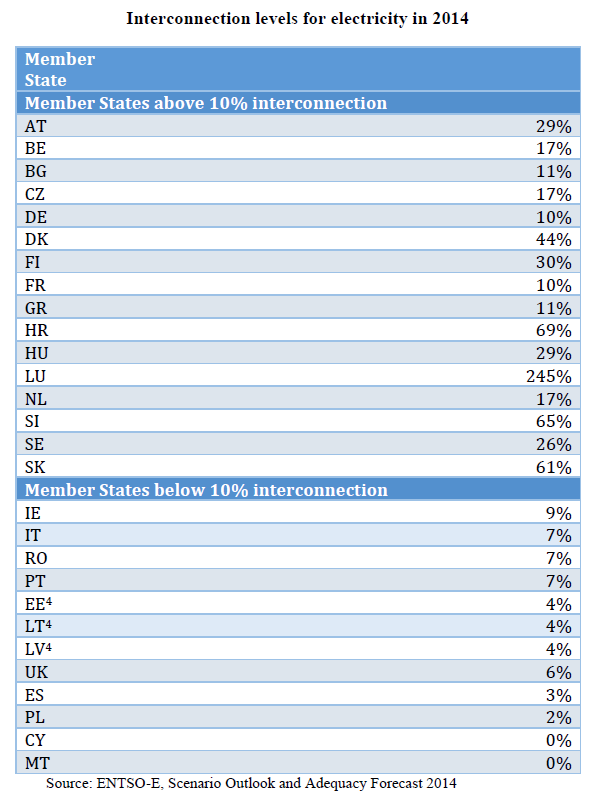 Interconnection levels for electricity in 2014
Member
State
Member States above 10% interconnection
AT 29%
BE 17%
BG 11%
CZ 17%
DE 10%
DK 44%
FI 30%
FR 10%
GR 11%
HR 69%
HU 29%
LU 245%
NL 17%
SI 65%
SE 26%
SK 61%
Member States below 10% interconnection
IE 9%
IT 7%
RO 7%
PT 7%
EE⁴ 4%
LT⁴ 4%
LV⁴ 4%
UK 6%
ES 3%
PL 2%
CY 0%
MT 0%
Source: ENTSO-E, Scenario Outlook and Adequacy Forecast 2014